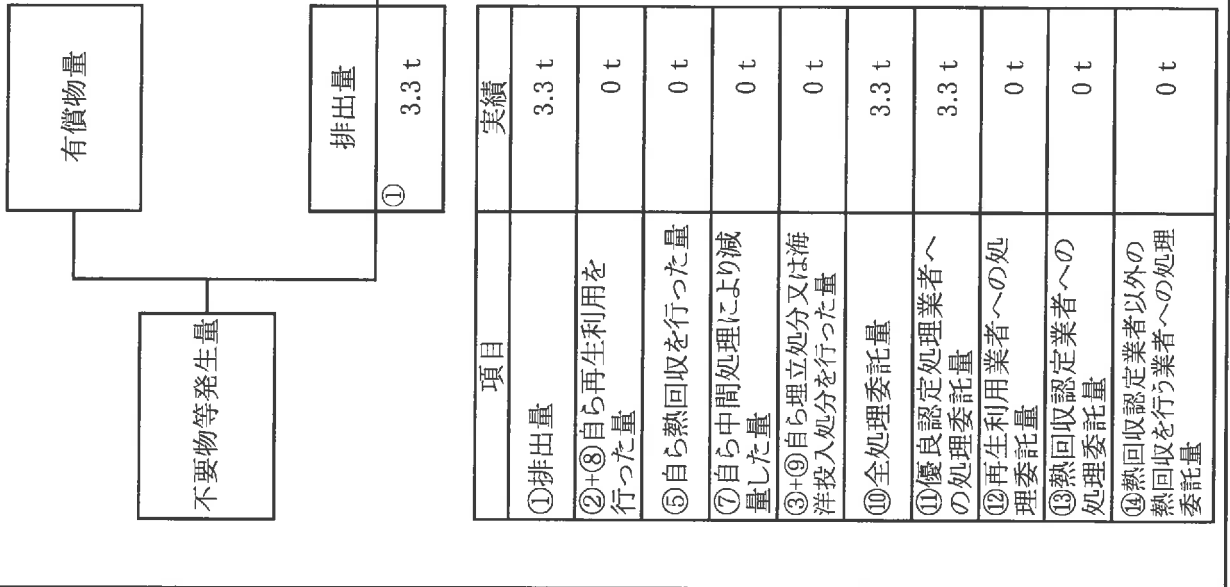 不要物等発生量
有償物量
排出量
①
3.3 t
項目
実績
①排出量
3.3 t
②+⑧自ら再生利用を
行った量
0 t
⑤自ら熱回収を行った量
0 t
⑦自ら中間処理により減
量した量
0 t
③+⑨自ら埋立処分又は海
洋投入処分を行った量
0 t
⑩全処理委託量
3.3 t
⑪優良認定処理業者へ
の処理委託量
3.3 t
⑫再生利用業者への処
理委託量
0 t
⑬熱回収認定業者への
処理委託量
0 t
⑭熱回収認定業者以外の
熱回収を行う業者への処理
委託量
0 t